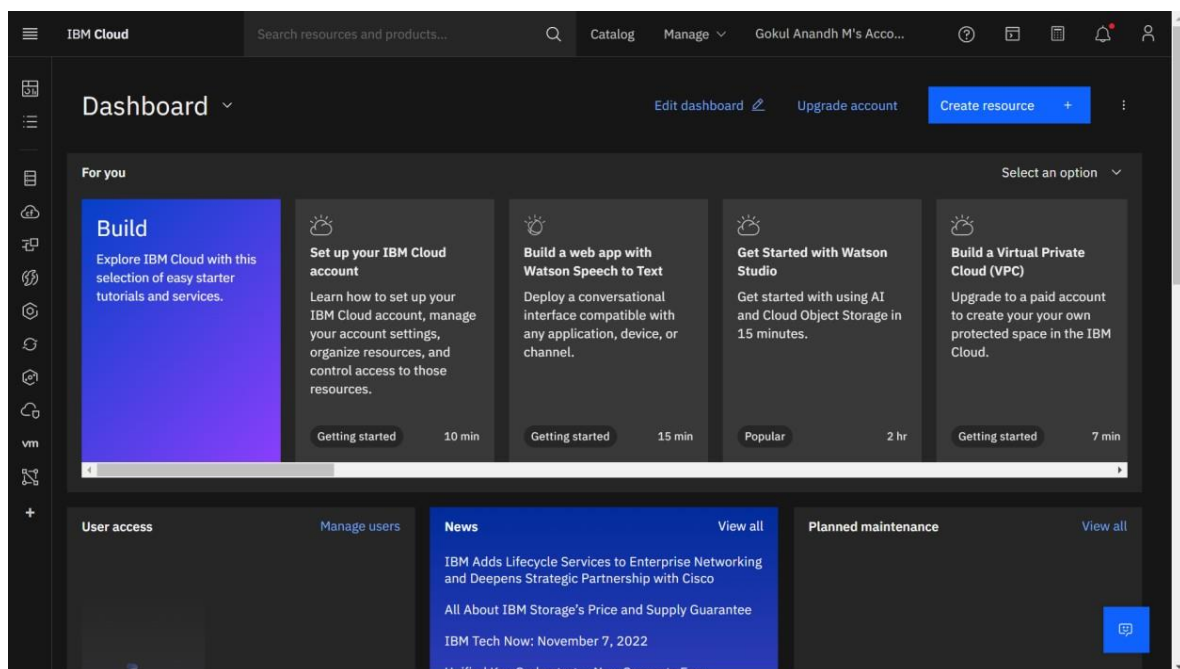 IBM Cloud
Search resources and products...
Catalog
Manage
Gokul Anandh M's Acco...
Dashboard
Edit dashboard
Upgrade account
Create resource +
For you
Select an option
Build
Explore IBM Cloud with this
selection of easy starter
tutorials and services.
Set up your IBM Cloud
account
Learn how to set up your
IBM Cloud account, manage
your account settings,
organize resources, and
control access to those
resources.
Getting started
10 min
Build a web app with
Watson Speech to Text
Deploy a conversational
interface compatible with
any application, device, or
channel.
Getting started
15 min
Get Started with Watson
Studio
Get started with using AI
and Cloud Object Storage in
15 minutes.
Popular
2 hr
Build a Virtual Private
Cloud (VPC)
Upgrade to a paid account
to create your your own
protected space in the IBM
Cloud.
Getting started
7 min
vm
User access
Manage users
News
View all
IBM Adds Lifecycle Services to Enterprise Networking
and Deepens Strategic Partnership with Cisco
All About IBM Storage's Price and Supply Guarantee
IBM Tech Now: November 7, 2022
Planned maintenance
View all